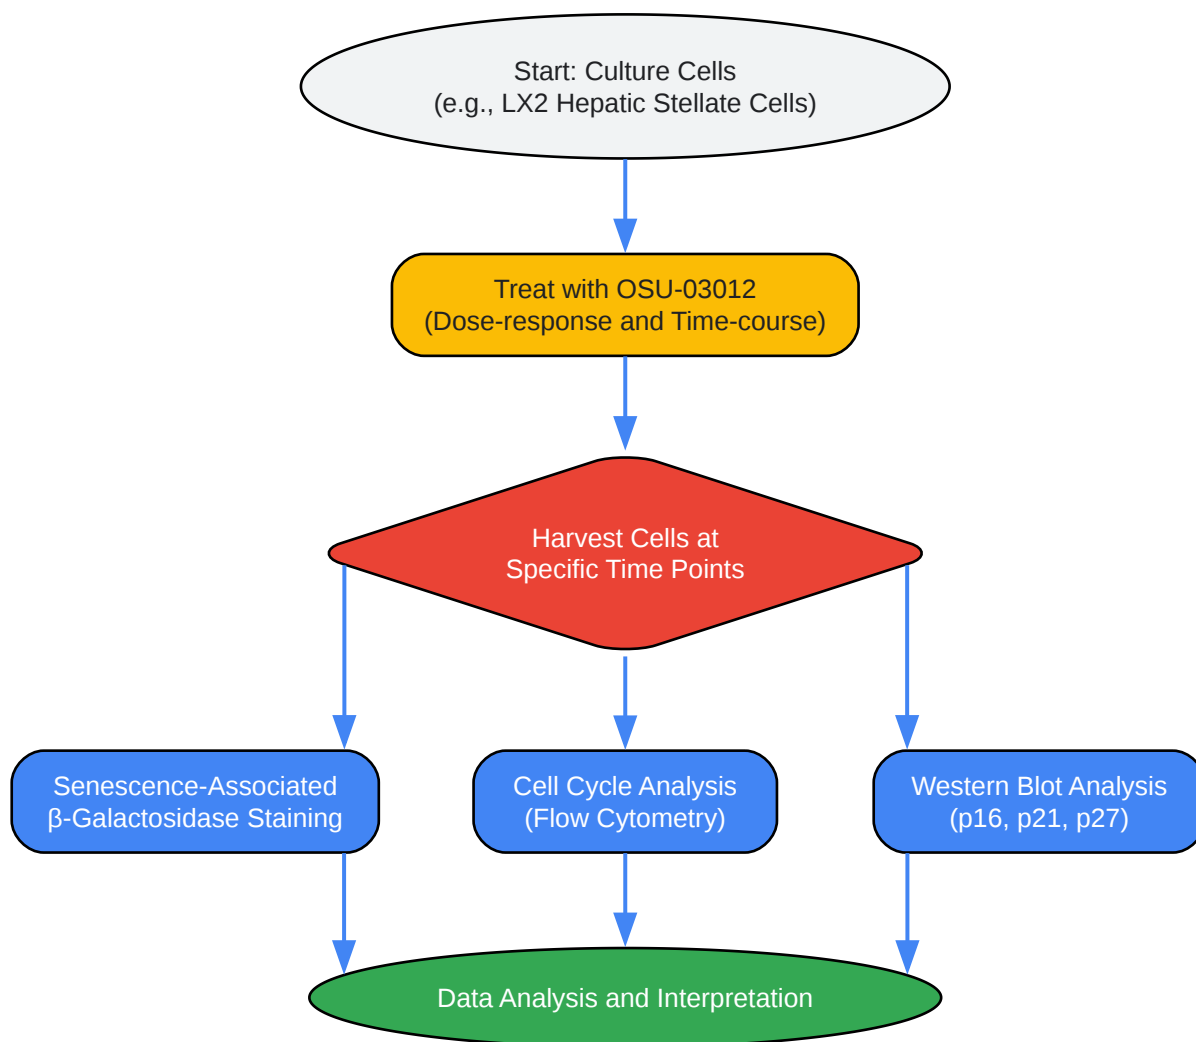 Start: Culture Cells
(e.g., LX2 Hepatic Stellate Cells)
Treat with OSU-03012
(Dose-response and Time-course)
Harvest Cells at
Specific Time Points
Senescence-Associated
β-Galactosidase Staining
Cell Cycle Analysis
(Flow Cytometry)
Western Blot Analysis
(p16, p21, p27)
Data Analysis and Interpretation